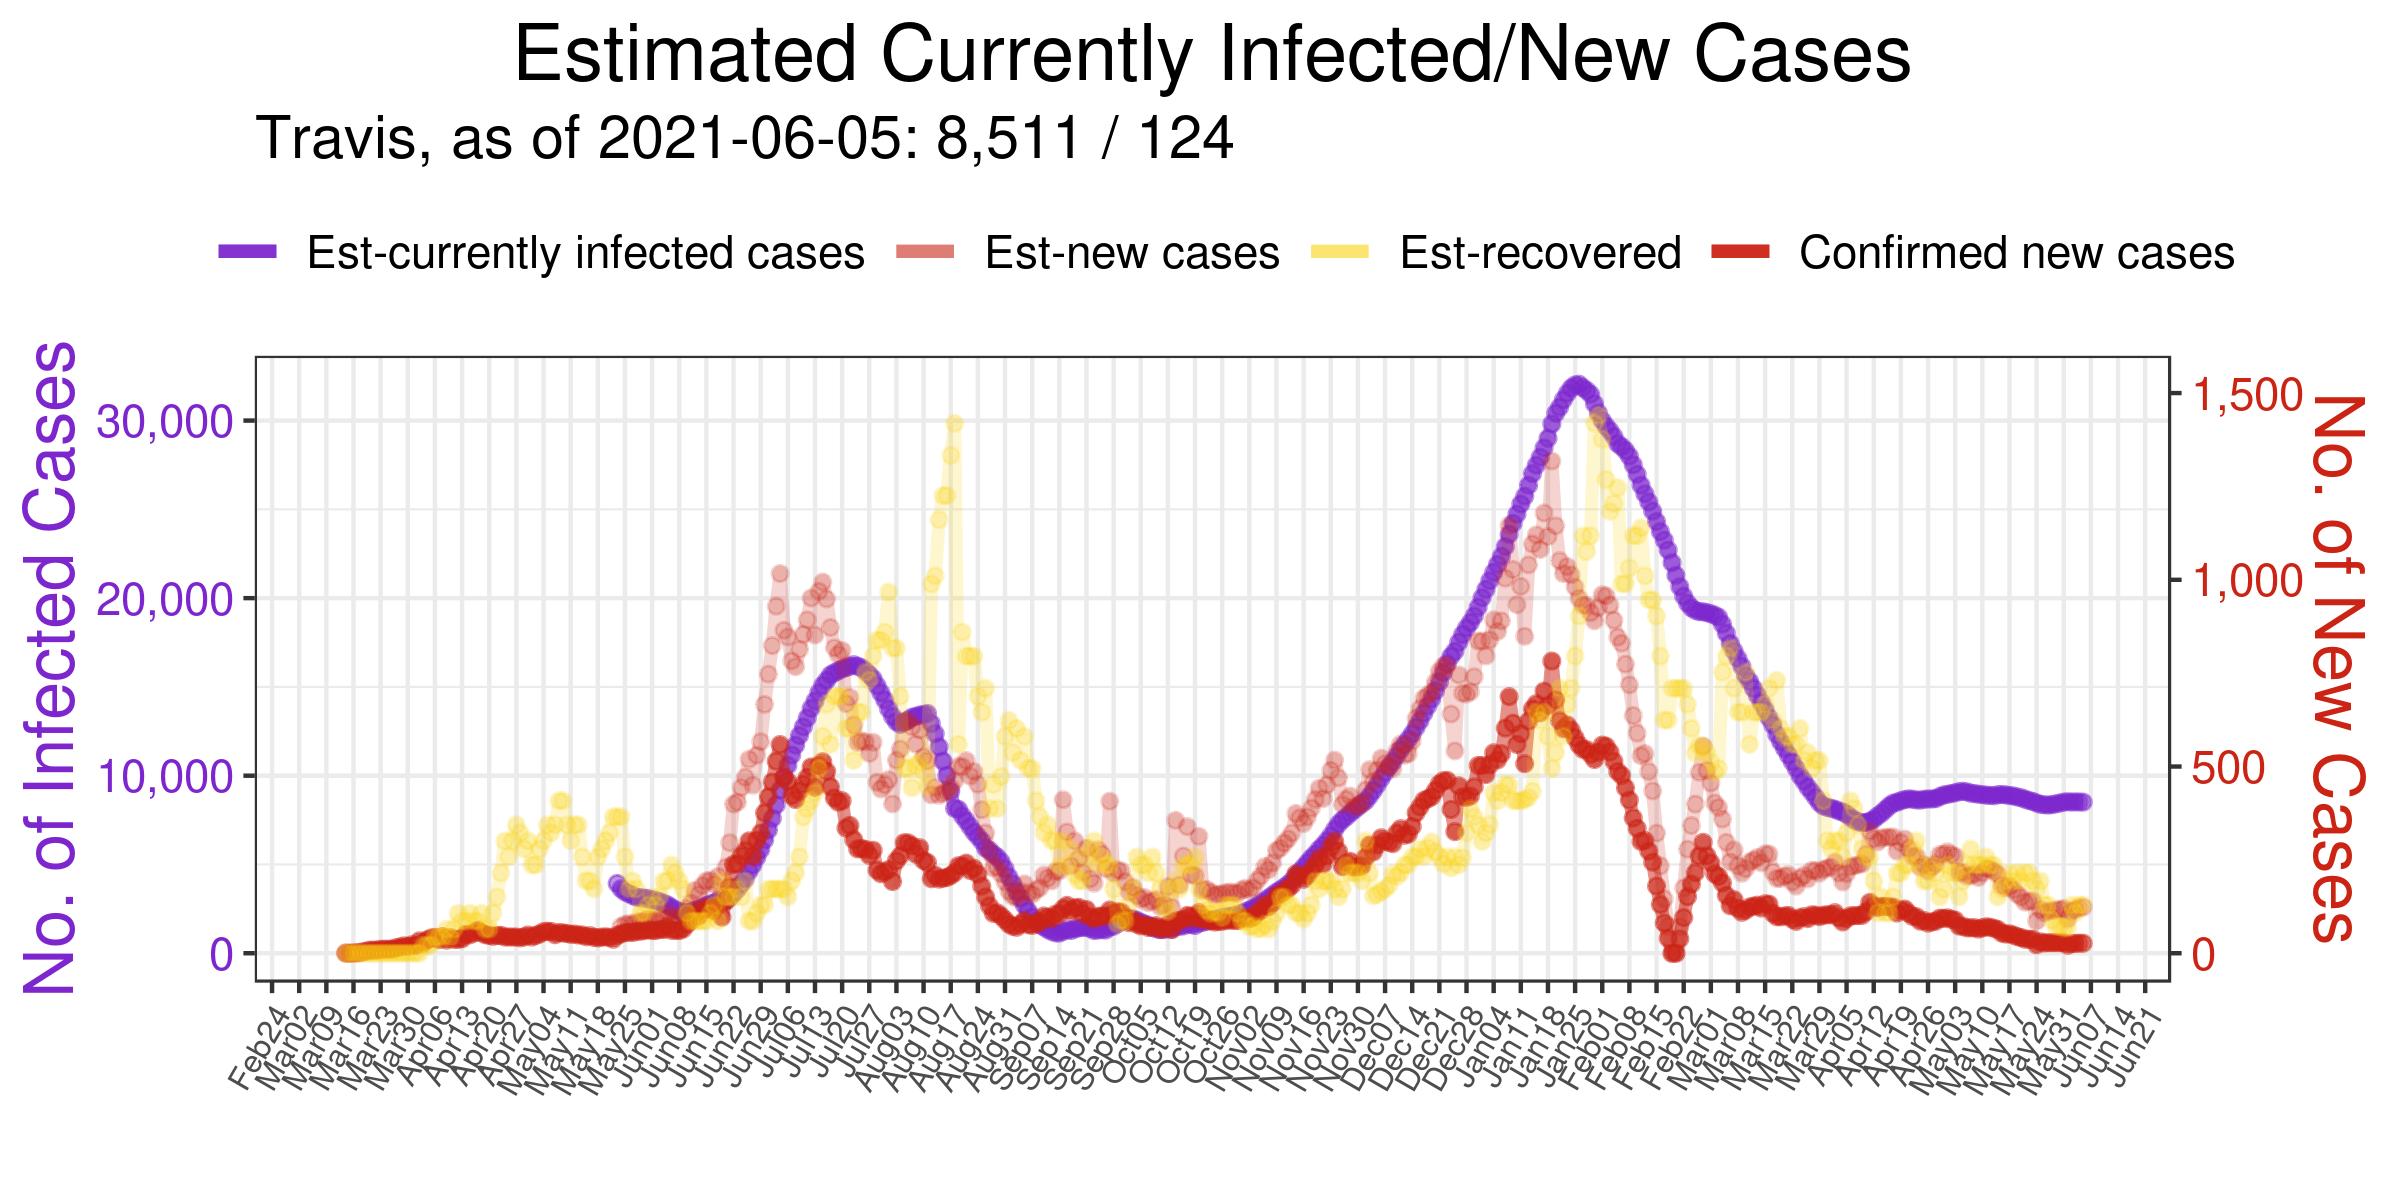 Estimated Currently Infected/New Cases
Travis, as of 2021-06-05: 8,511 / 124
Est-currently infected cases Est-new cases Est-recovered Confirmed new cases
No. of Infected Cases
30,000
20,000
10,000
0
1,500
1,000
500
0
No. of New Cases
Feb24
Mar02
Mar09
Mar16
Mar23
Mar30
Apr06
Apr13
Apr20
Apr27
May04
May11
May18
May25
Jun01
Jun08
Jun15
Jun22
Jun29
Jul06
Jul13
Jul20
Jul27
Aug03
Aug10
Aug17
Aug24
Aug31
Sep07
Sep14
Sep21
Sep28
Oct05
Oct12
Oct19
Oct26
Nov02
Nov09
Nov16
Nov23
Nov30
Dec07
Dec14
Dec21
Dec28
Jan04
Jan11
Jan18
Jan25
Feb01
Feb08
Feb15
Feb22
Mar01
Mar08
Mar15
Mar22
Mar29
Apr05
Apr12
Apr19
Apr26
May03
May10
May17
May24
May31
Jun07
Jun14
Jun21